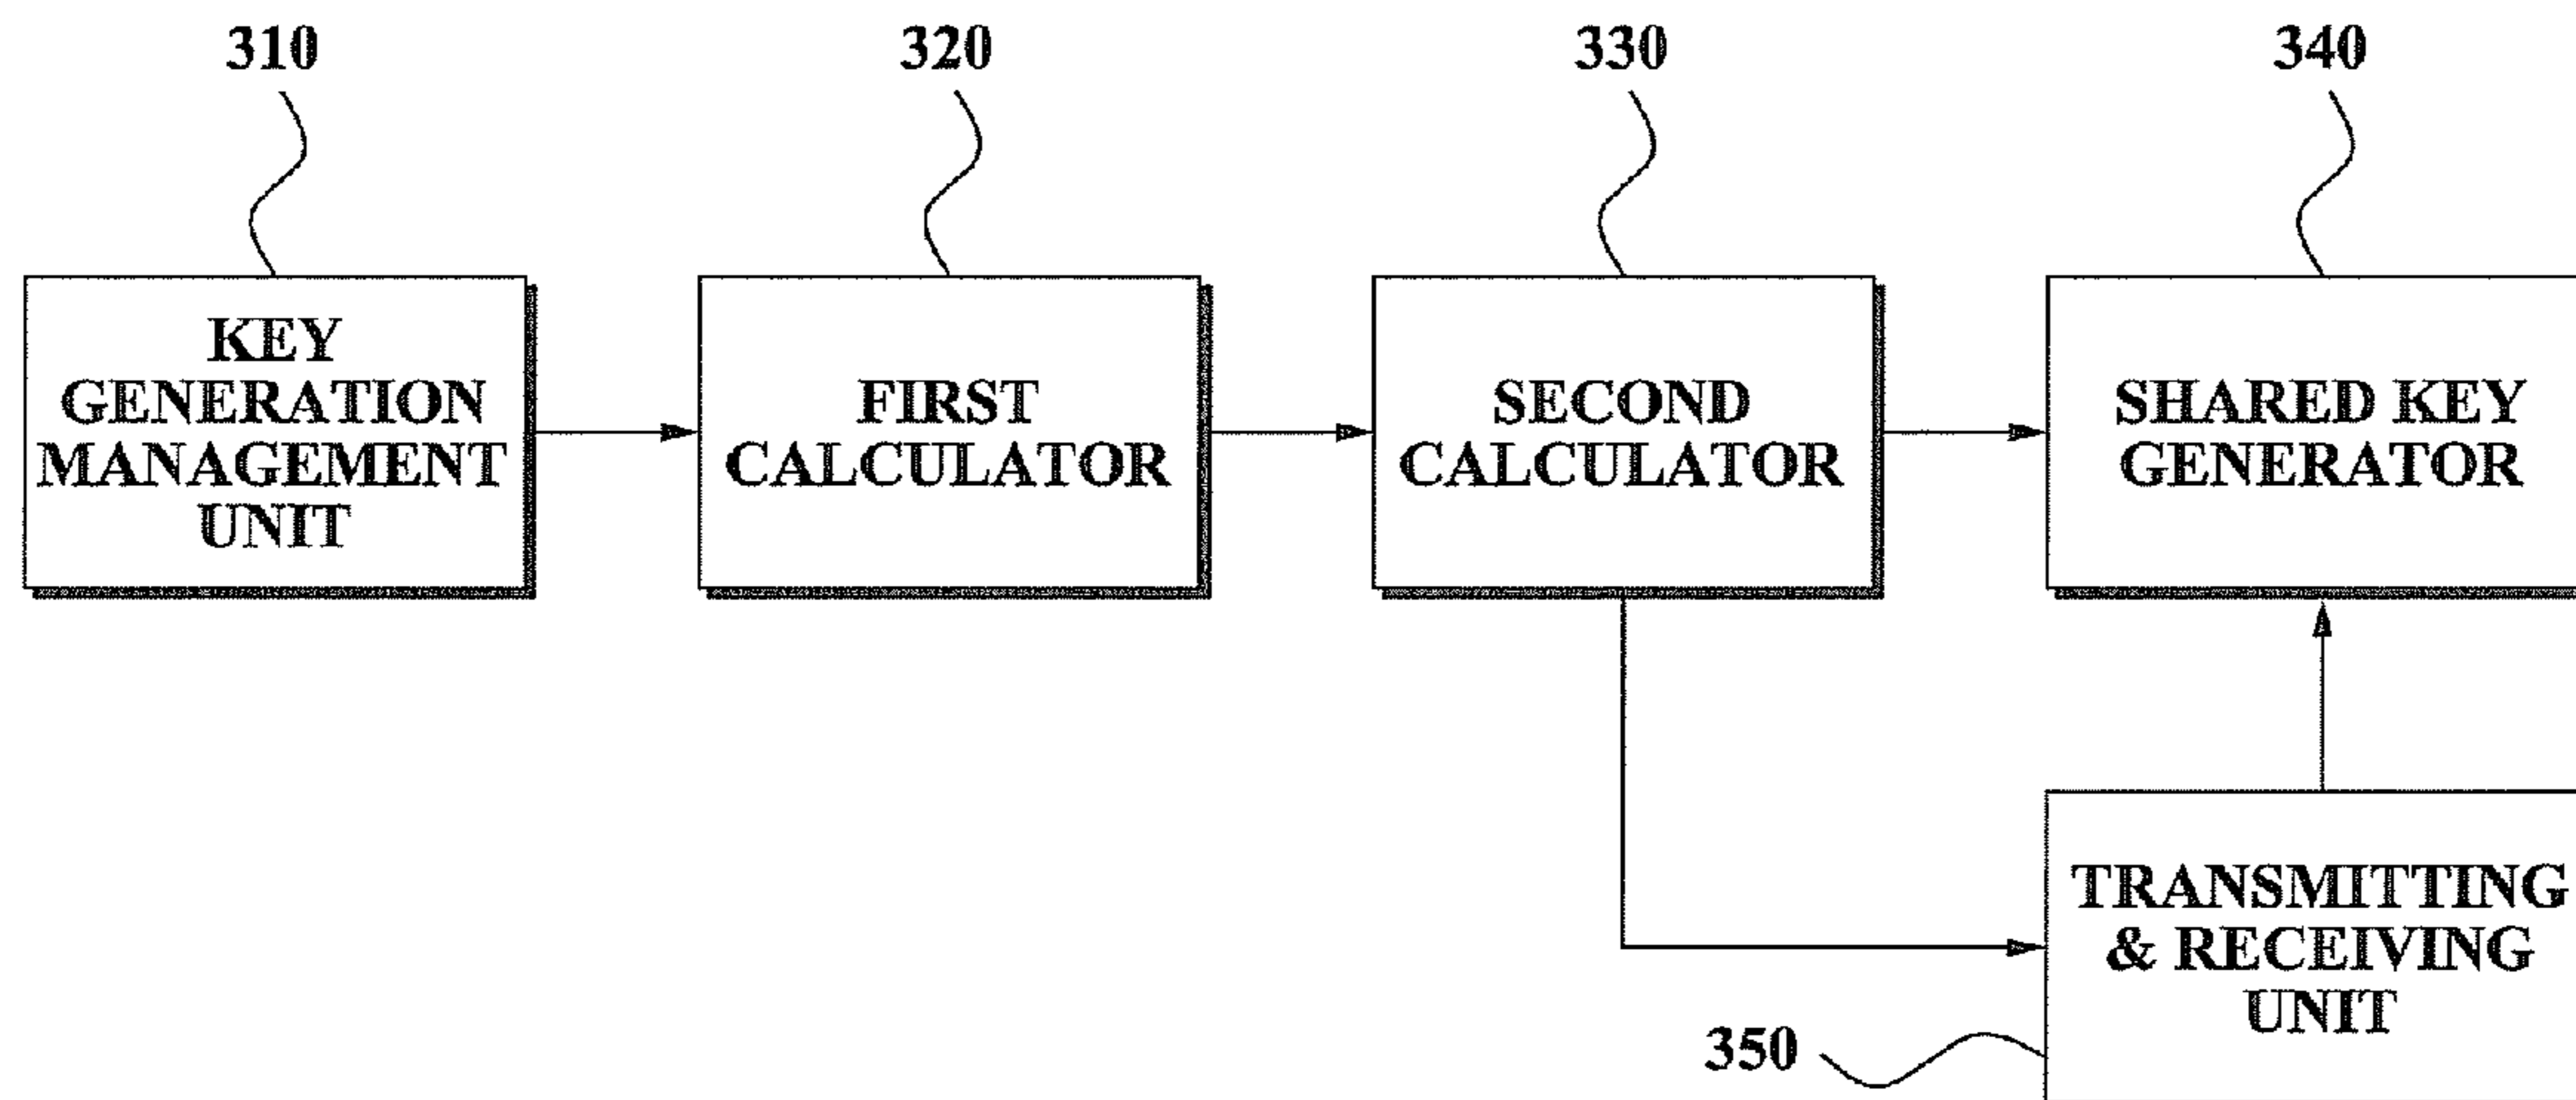 310
320
330
340
KEY
GENERATION
MANAGEMENT
UNIT
FIRST
CALCULATOR
SECOND
CALCULATOR
SHARED KEY
GENERATOR
TRANSMITTING
& RECEIVING
UNIT
350